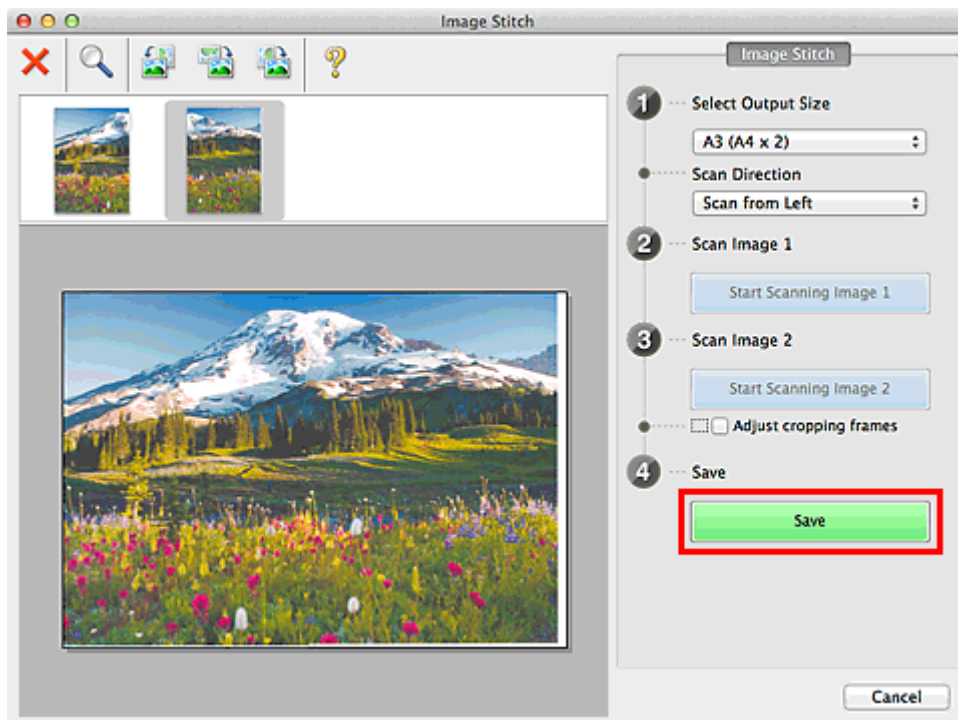 Image Stitch
Image Stitch
1 Select Output Size
A3 (A4 x 2)
Scan Direction
Scan from Left
2 Scan Image 1
Start Scanning Image 1
3 Scan Image 2
Start Scanning Image 2
Adjust cropping frames
4 Save
Save
Cancel